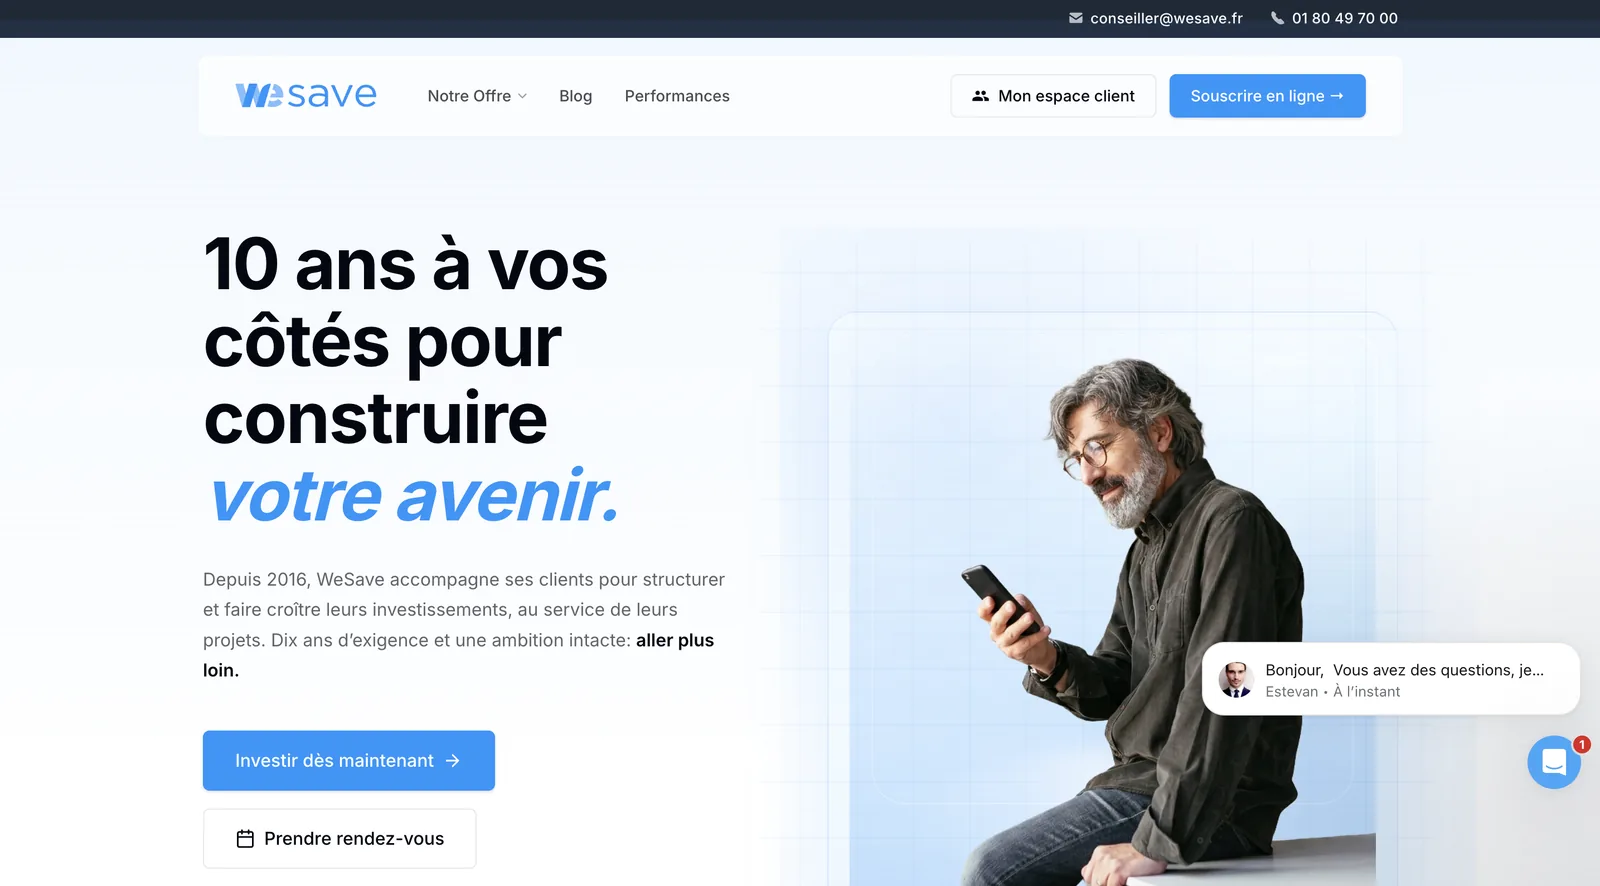 conseiller@wesave.fr
01 80 49 70 00
wesave
Notre Offre
Blog
Performances
Mon espace client
Souscrire en ligne →
10 ans à vos
côtés pour
construire
votre avenir.
Depuis 2016, WeSave accompagne ses clients pour structurer
et faire croître leurs investissements, au service de leurs
projets. Dix ans d’exigence et une ambition intacte: aller plus
loin.
Investir dès maintenant →
Prendre rendez-vous
Bonjour, Vous avez des questions, je...
Estevan • À l’instant
1